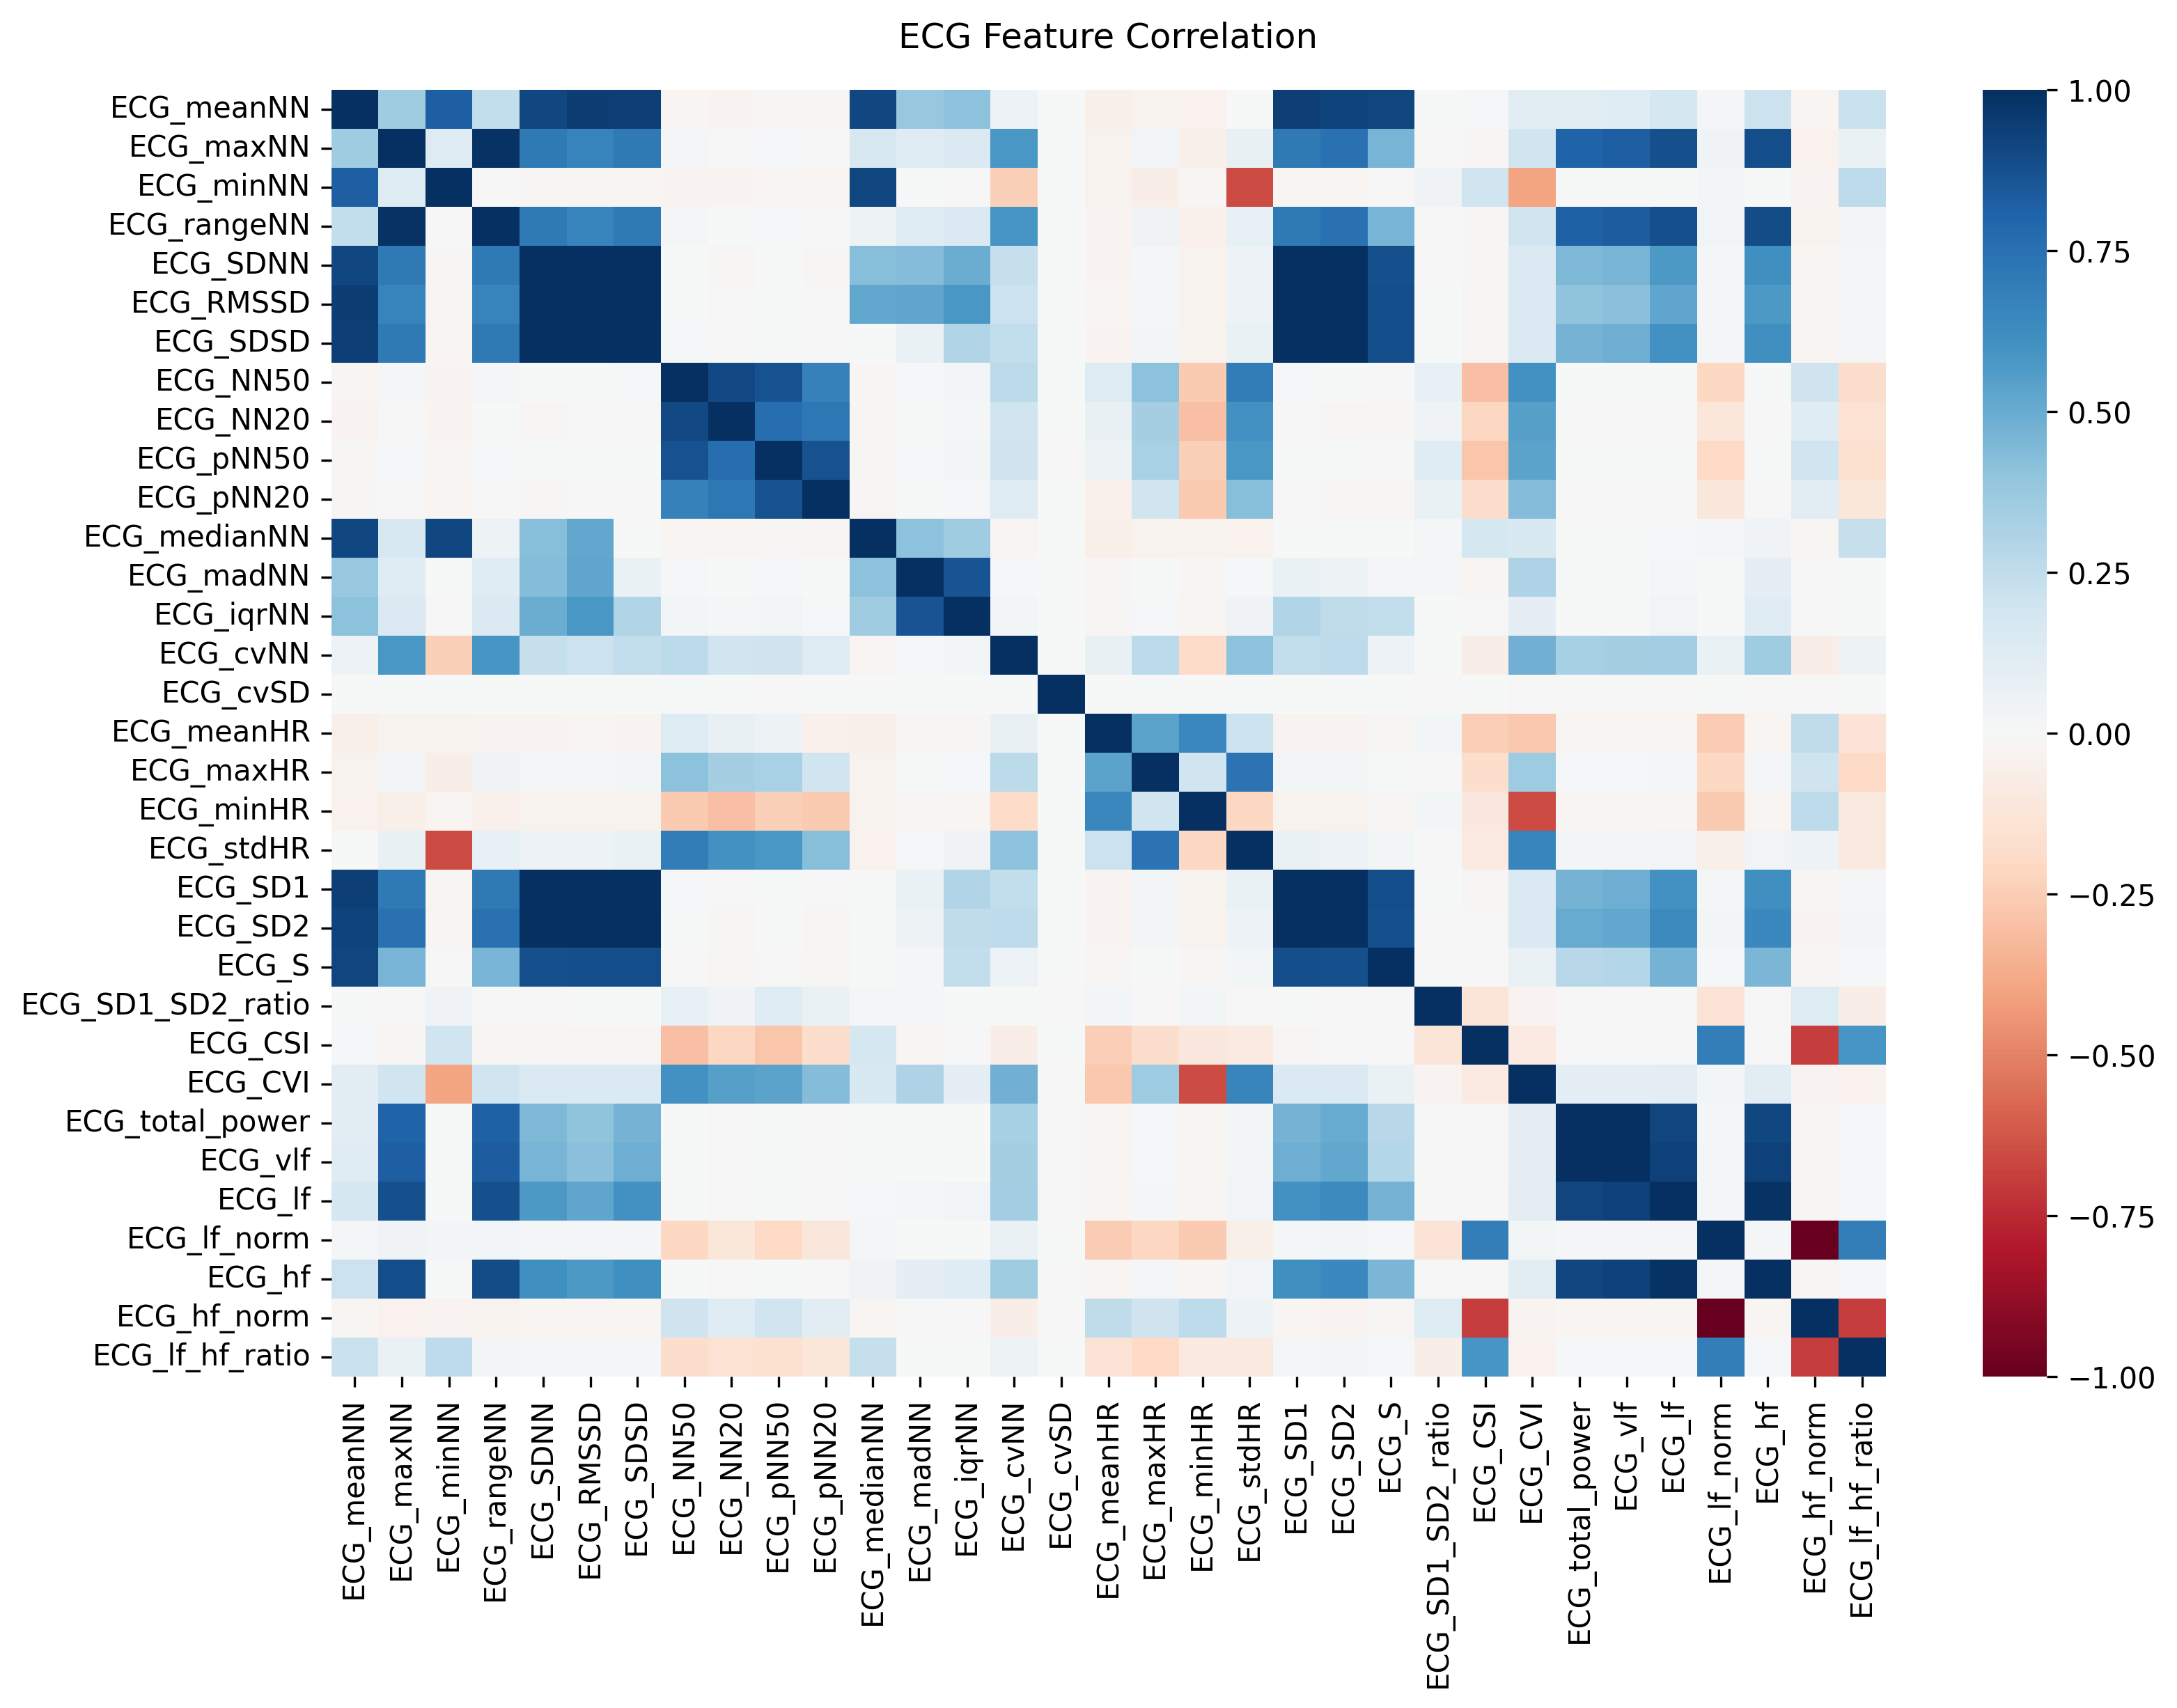 ECG Feature Correlation
ECG_meanNN
ECG_maxNN
ECG_minNN
ECG_rangeNN
ECG_SDNN
ECG_RMSSD
ECG_SDSD
ECG_NN50
ECG_NN20
ECG_pNN50
ECG_pNN20
ECG_medianNN
ECG_madNN
ECG_iqrNN
ECG_cvNN
ECG_cvSD
ECG_meanHR
ECG_maxHR
ECG_minHR
ECG_stdHR
ECG_SD1
ECG_SD2
ECG_S
ECG_SD1_SD2_ratio
ECG_CSI
ECG_CVI
ECG_total_power
ECG_vlf
ECG_lf
ECG_lf_norm
ECG_hf
ECG_hf_norm
ECG_lf_hf_ratio
ECG_meanNN
ECG_maxNN
ECG_minNN
ECG_rangeNN
ECG_SDNN
ECG_RMSSD
ECG_SDSD
ECG_NN50
ECG_NN20
ECG_pNN50
ECG_pNN20
ECG_medianNN
ECG_madNN
ECG_iqrNN
ECG_cvNN
ECG_cvSD
ECG_meanHR
ECG_maxHR
ECG_minHR
ECG_stdHR
ECG_SD1
ECG_SD2
ECG_S
ECG_SD1_SD2_ratio
ECG_CSI
ECG_CVI
ECG_total_power
ECG_vlf
ECG_lf
ECG_lf_norm
ECG_hf
ECG_hf_norm
ECG_lf_hf_ratio
1.00
0.75
0.50
0.25
0.00
−0.25
−0.50
−0.75
−1.00